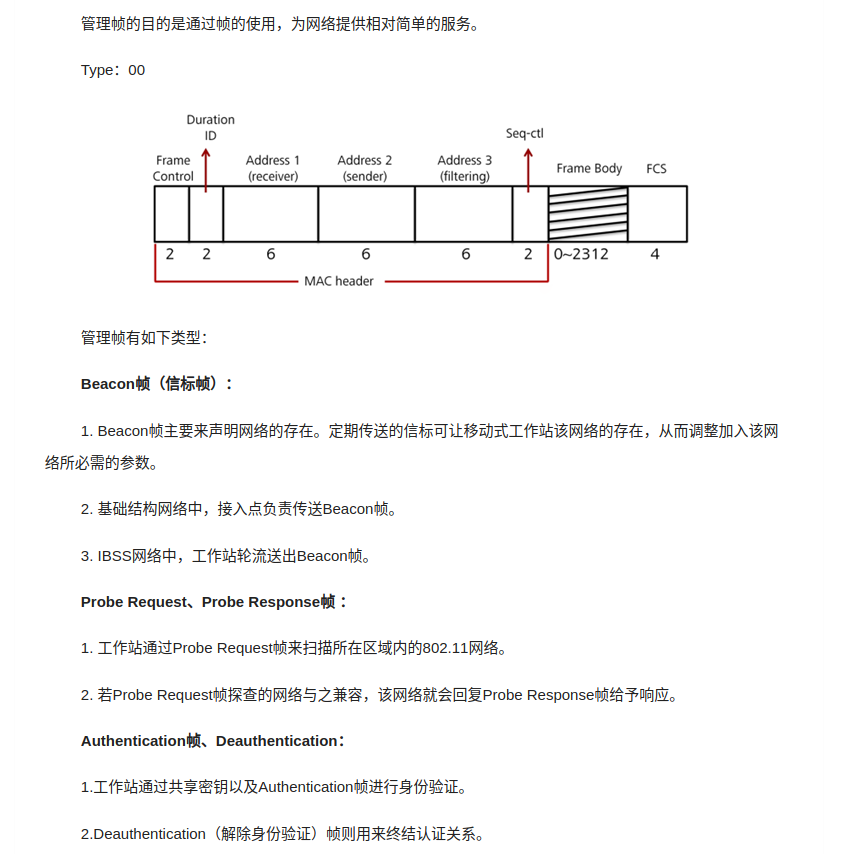 管理帧的目的是通过帧的使用，为网络提供相对简单的服务。
Type：00
Duration
ID
Seq-ctl
Frame
Control
Address 1
(receiver)
Address 2
(sender)
Address 3
(filtering)
Frame Body
FCS
2 2 6 6 6 2 0~2312 4
MAC header
管理帧有如下类型：
Beacon帧（信标帧）：
1. Beacon帧主要来声明网络的存在。定期传送的信标可让移动式工作站该网络的存在，从而调整加入该网
络所必需的参数。
2. 基础结构网络中，接入点负责传送Beacon帧。
3. IBSS网络中，工作站轮流送出Beacon帧。
Probe Request、Probe Response帧 ：
1. 工作站通过Probe Request帧来扫描所在区域内的802.11网络。
2. 若Probe Request帧探查的网络与之兼容，该网络就会回复Probe Response帧给予响应。
Authentication帧、Deauthentication：
1.工作站通过共享密钥以及Authentication帧进行身份验证。
2.Deauthentication（解除身份验证）帧则用来终结认证关系。